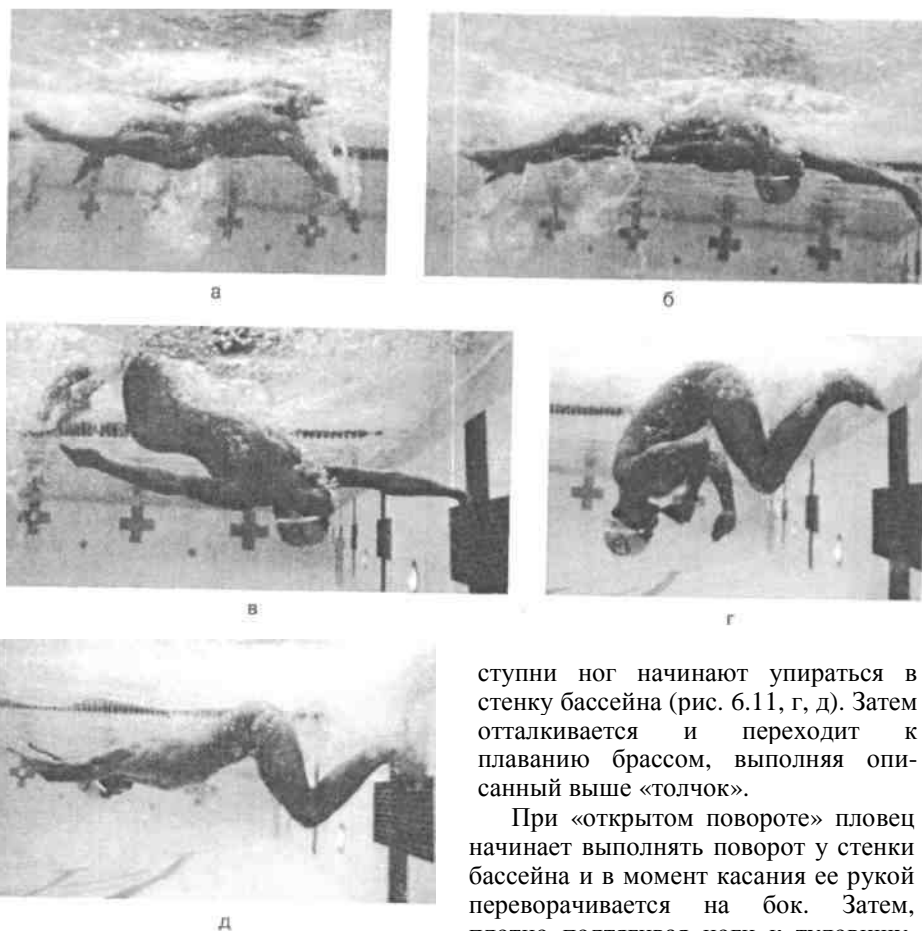 а
б
в
г
д
ступни ног начинают упираться в
стенку бассейна (рис. 6.11, г, д). Затем
отталкивается и переходит к
плаванию брассом, выполняя опи-
санный выше «толчок».
При «открытом повороте» пловец
начинает выполнять поворот у стенки
бассейна и в момент касания ее рукой
переворачивается на бок. Затем,